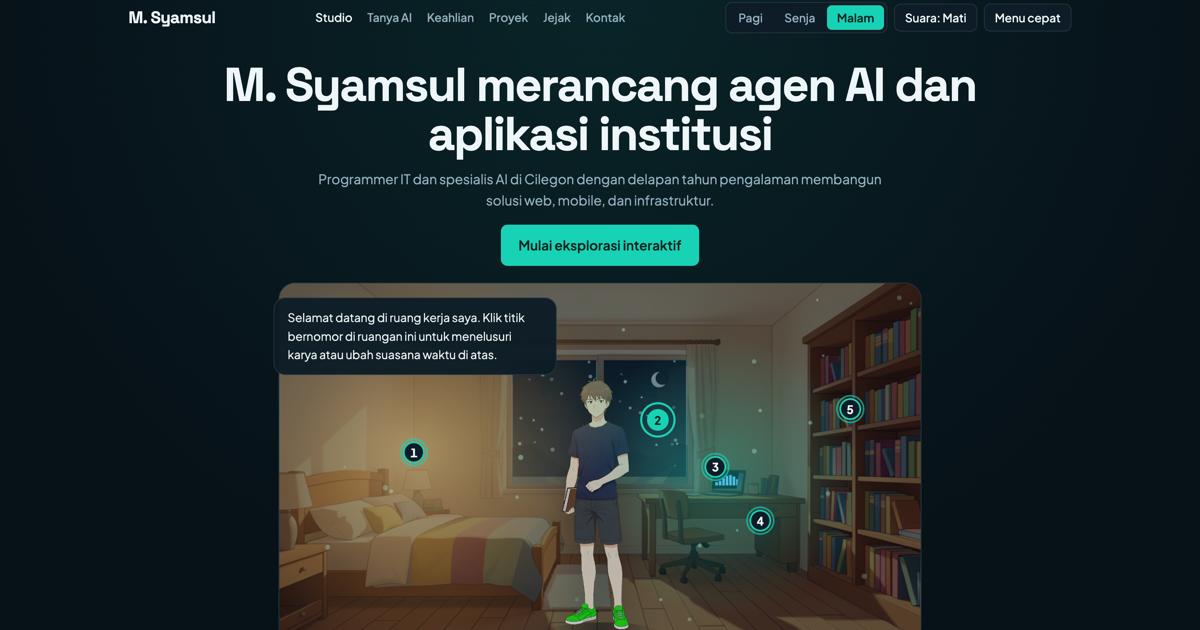 M. Syamsul
Studio
Tanya AI
Keahlian
Proyek
Jejak
Kontak
Pagi
Senja
Malam
Suara: Mati
Menu cepat
M. Syamsul merancang agen AI dan
aplikasi institusi
Programmer IT dan spesialis AI di Cilegon dengan delapan tahun pengalaman membangun
solusi web, mobile, dan infrastruktur.
Mulai eksplorasi interaktif
Selamat datang di ruang kerja saya. Klik titik
bernomor di ruangan ini untuk menelusuri
karya atau ubah suasana waktu di atas.
1
2
3
4
5